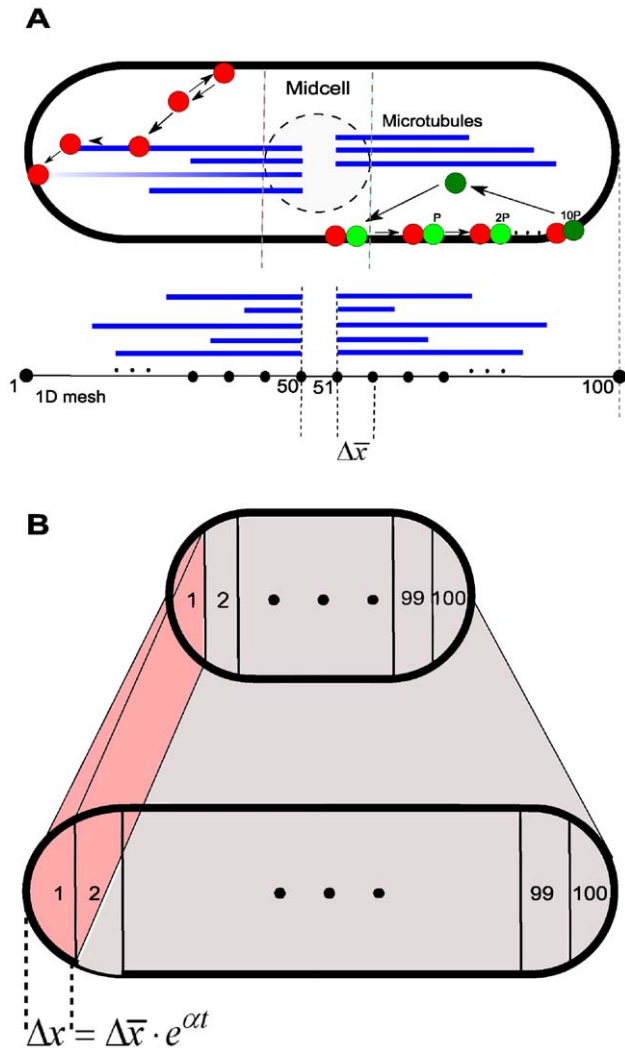 A
Midcell
Microtubules
P
2P
10P
1
1D mesh
50
51
100
Δx̅
B
1
2
99
100
1
2
99
100
Δx = Δx̅ · e^{αt}